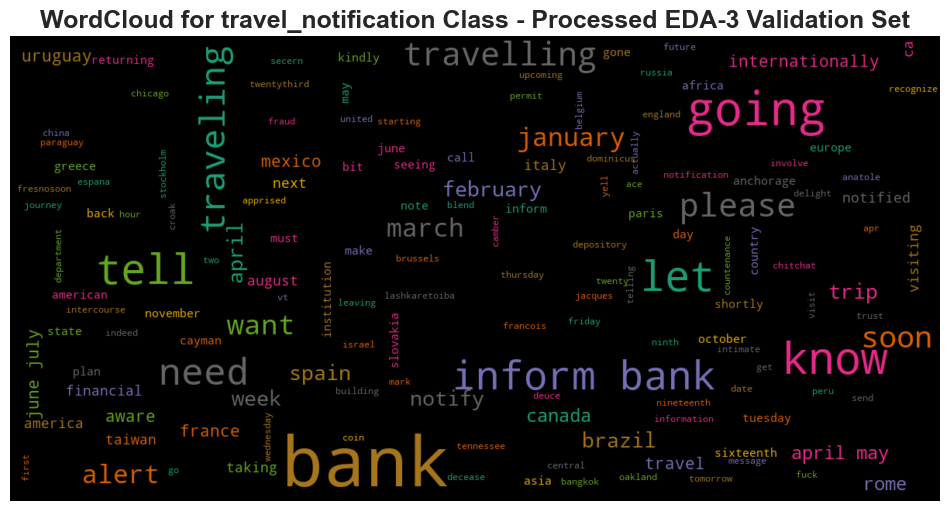 WordCloud for travel_notification Class - Processed EDA-3 Validation Set
uruguay returning secern kindly travelling gone future internationally ca
twentythird upcoming russia africa recognize
chicago traveling may permit belgium going
china paraguay fraud united starting january england europe
greece espana stockholm mexico bit june seeing call italy dominicus actually notification involve anatole
fresnosoon next february yell ace anchorage delight notified
journey back hour croak apprised note blend inform paris please
department two april must march camber day apr
tell make brussels depository let country visiting
american august institution thursday twenty telling countenance chitchat
intercourse november vt leaving lashkaretoiba jacques shortly visit trip
state indeed want slovakia francois friday october trust soon
june july cayman israel ninth intimate know
plan need spain mark inform bank get peru send
financial week building notify deuce nineteenth date
america aware canada information tuesday
taiwan france wednesday coin tennessee brazil sixteenth april may
first alert go taking bank decease central asia bangkok oakland travel message tomorrow fuck rome